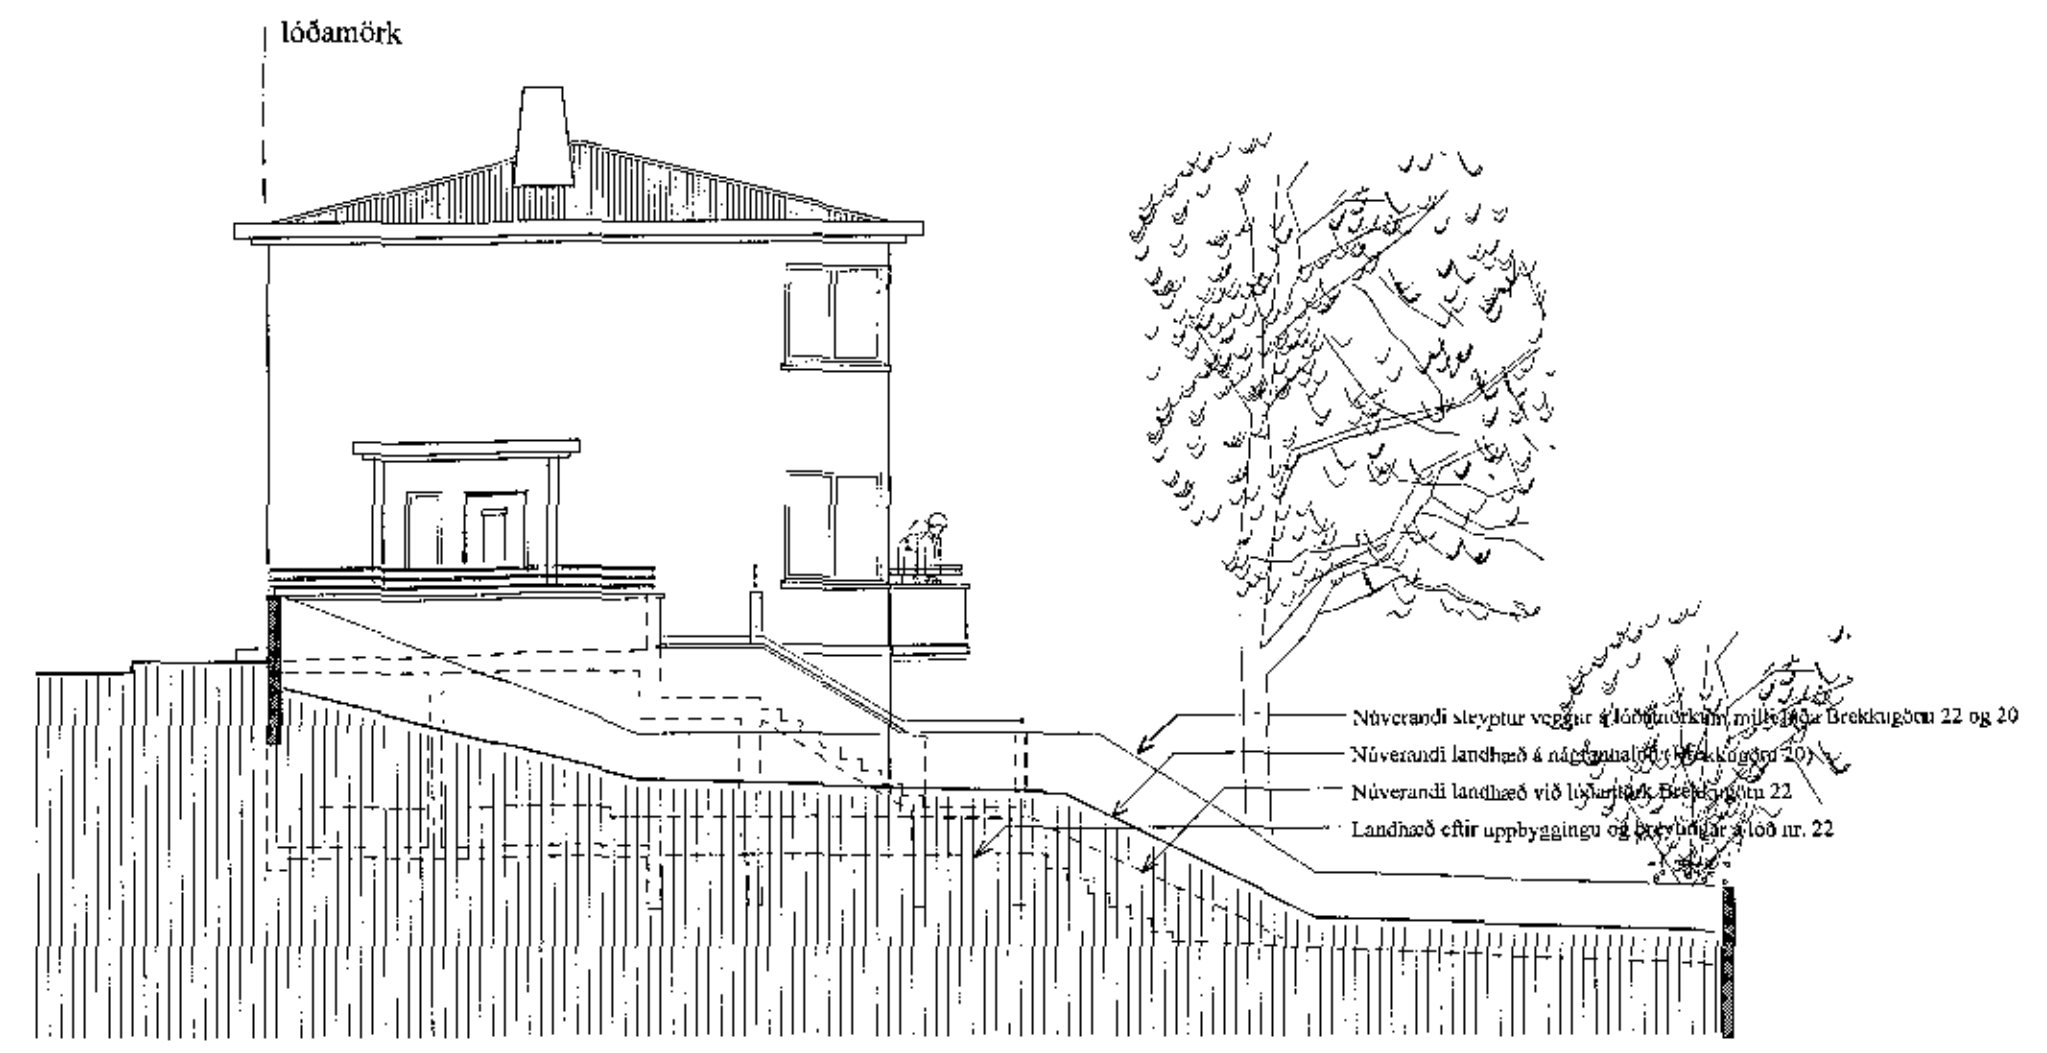 lóðamörk
Núverandi steyptur veggur á lóðamörkum milli lóða Brekkugötu 22 og 20
Núverandi landhæð á nágrannalóð (Brekkugötu 20)
Núverandi landhæð við lóðamörk Brekkugötu 22
Landhæð eftir uppbyggingu og breytingar á lóð nr. 22